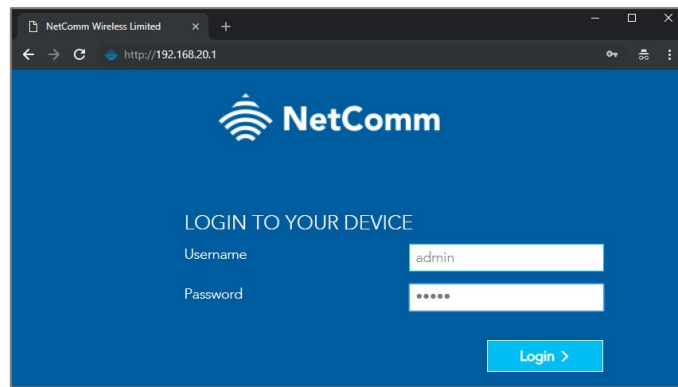 NetComm Wireless Limited
http://192.168.20.1
NetComm
LOGIN TO YOUR DEVICE
Username admin
Password •••••
Login >